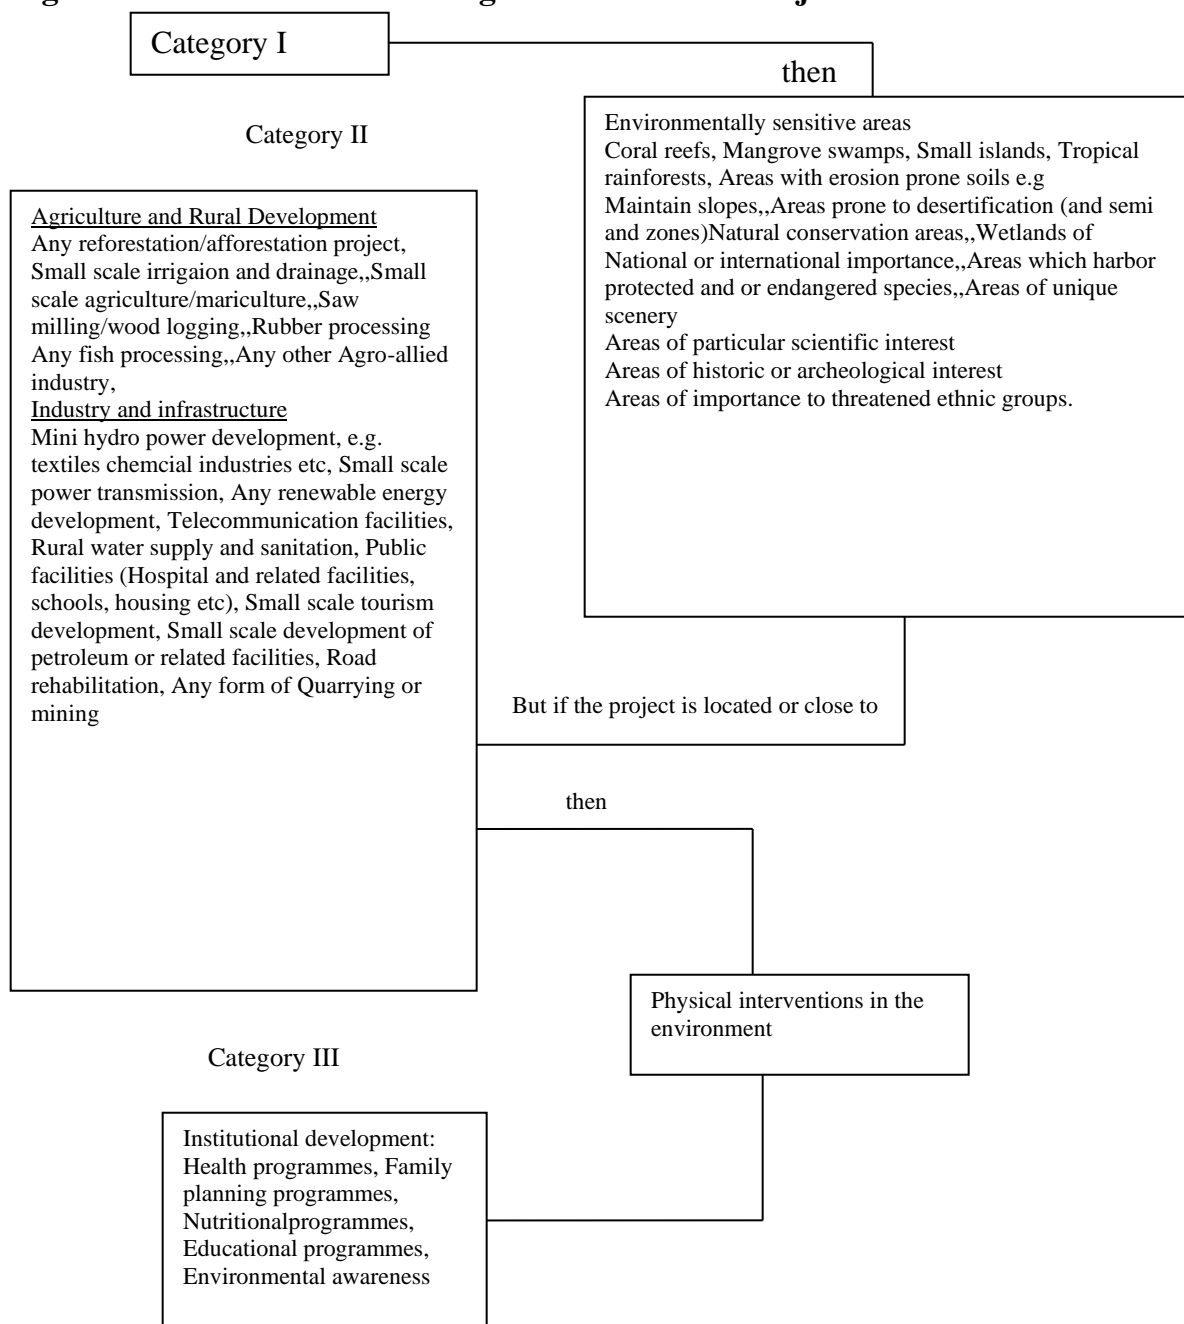 Category I
then
Category II
Environmentally sensitive areas
Coral reefs, Mangrove swamps, Small islands, Tropical
rainforests, Areas with erosion prone soils e.g
Maintain slopes,,Areas prone to desertification (and semi
and zones)Natural conservation areas,,Wetlands of
National or international importance,,Areas which harbor
protected and or endangered species,,Areas of unique
scenery
Areas of particular scientific interest
Areas of historic or archeological interest
Areas of importance to threatened ethnic groups.
Agriculture and Rural Development
Any reforestation/afforestation project,
Small scale irrigaion and drainage,,Small
scale agriculture/mariculture,,Saw
milling/wood logging,,Rubber processing
Any fish processing,,Any other Agro-allied
industry,
Industry and infrastructure
Mini hydro power development, e.g.
textiles chemcial industries etc, Small scale
power transmission, Any renewable energy
development, Telecommunication facilities,
Rural water supply and sanitation, Public
facilities (Hospital and related facilities,
schools, housing etc), Small scale tourism
development, Small scale development of
petroleum or related facilities, Road
rehabilitation, Any form of Quarrying or
mining
But if the project is located or close to
then
Physical interventions in the
environment
Category III
Institutional development:
Health programmes, Family
planning programmes,
Nutritionalprogrammes,
Educational programmes,
Environmental awareness